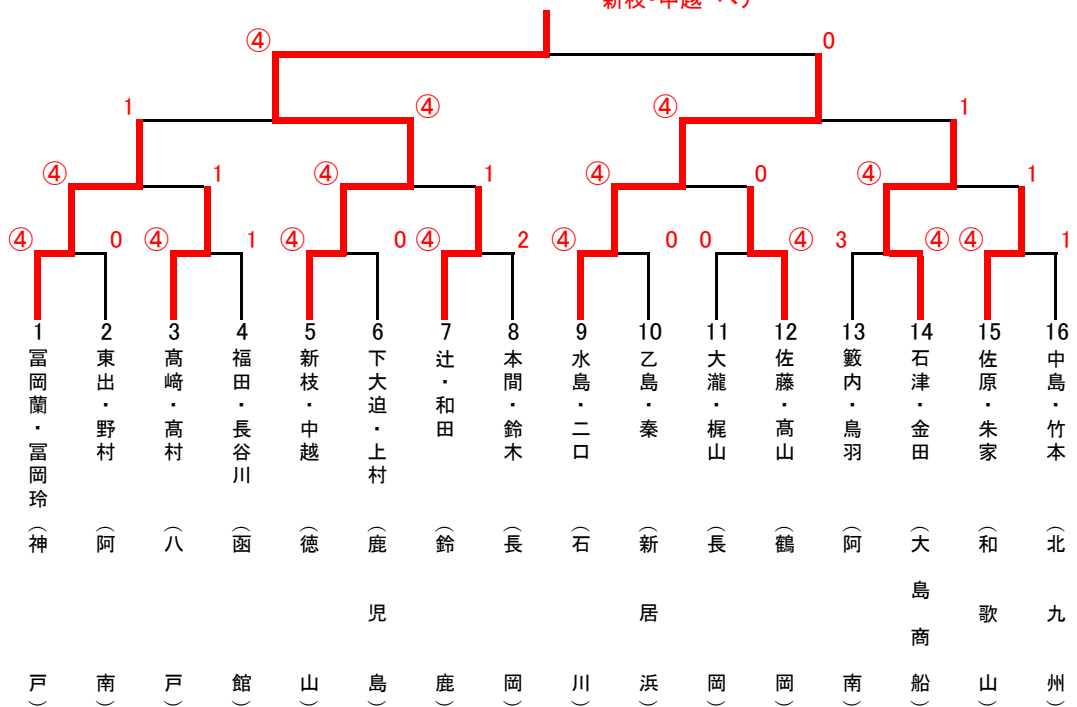 ④ 0
1 ④ ④ 1
④ 1 ④ 1 ④ 0 ④ 1
④ 0 ④ 1 ④ 0 ④ 2 ④ 0 0 ④ 3 ④ ④ 1
1 2 3 4 5 6 7 8 9 10 11 12 13 14 15 16
冨岡蘭・冨岡玲（神戸）
東出・野村（阿南）
髙﨑・髙村（八戸）
福田・長谷川（函館）
新枝・中越（徳山）
下大迫・上村（鹿児島）
辻・和田（鈴鹿）
本間・鈴木（長岡）
水島・二口（石川）
乙島・秦（新居浜）
大瀧・梶山（長岡）
佐藤・髙山（鶴岡）
籔内・鳥羽（阿南）
石津・金田（大島商船）
佐原・朱家（和歌山）
中島・竹本（北九州）